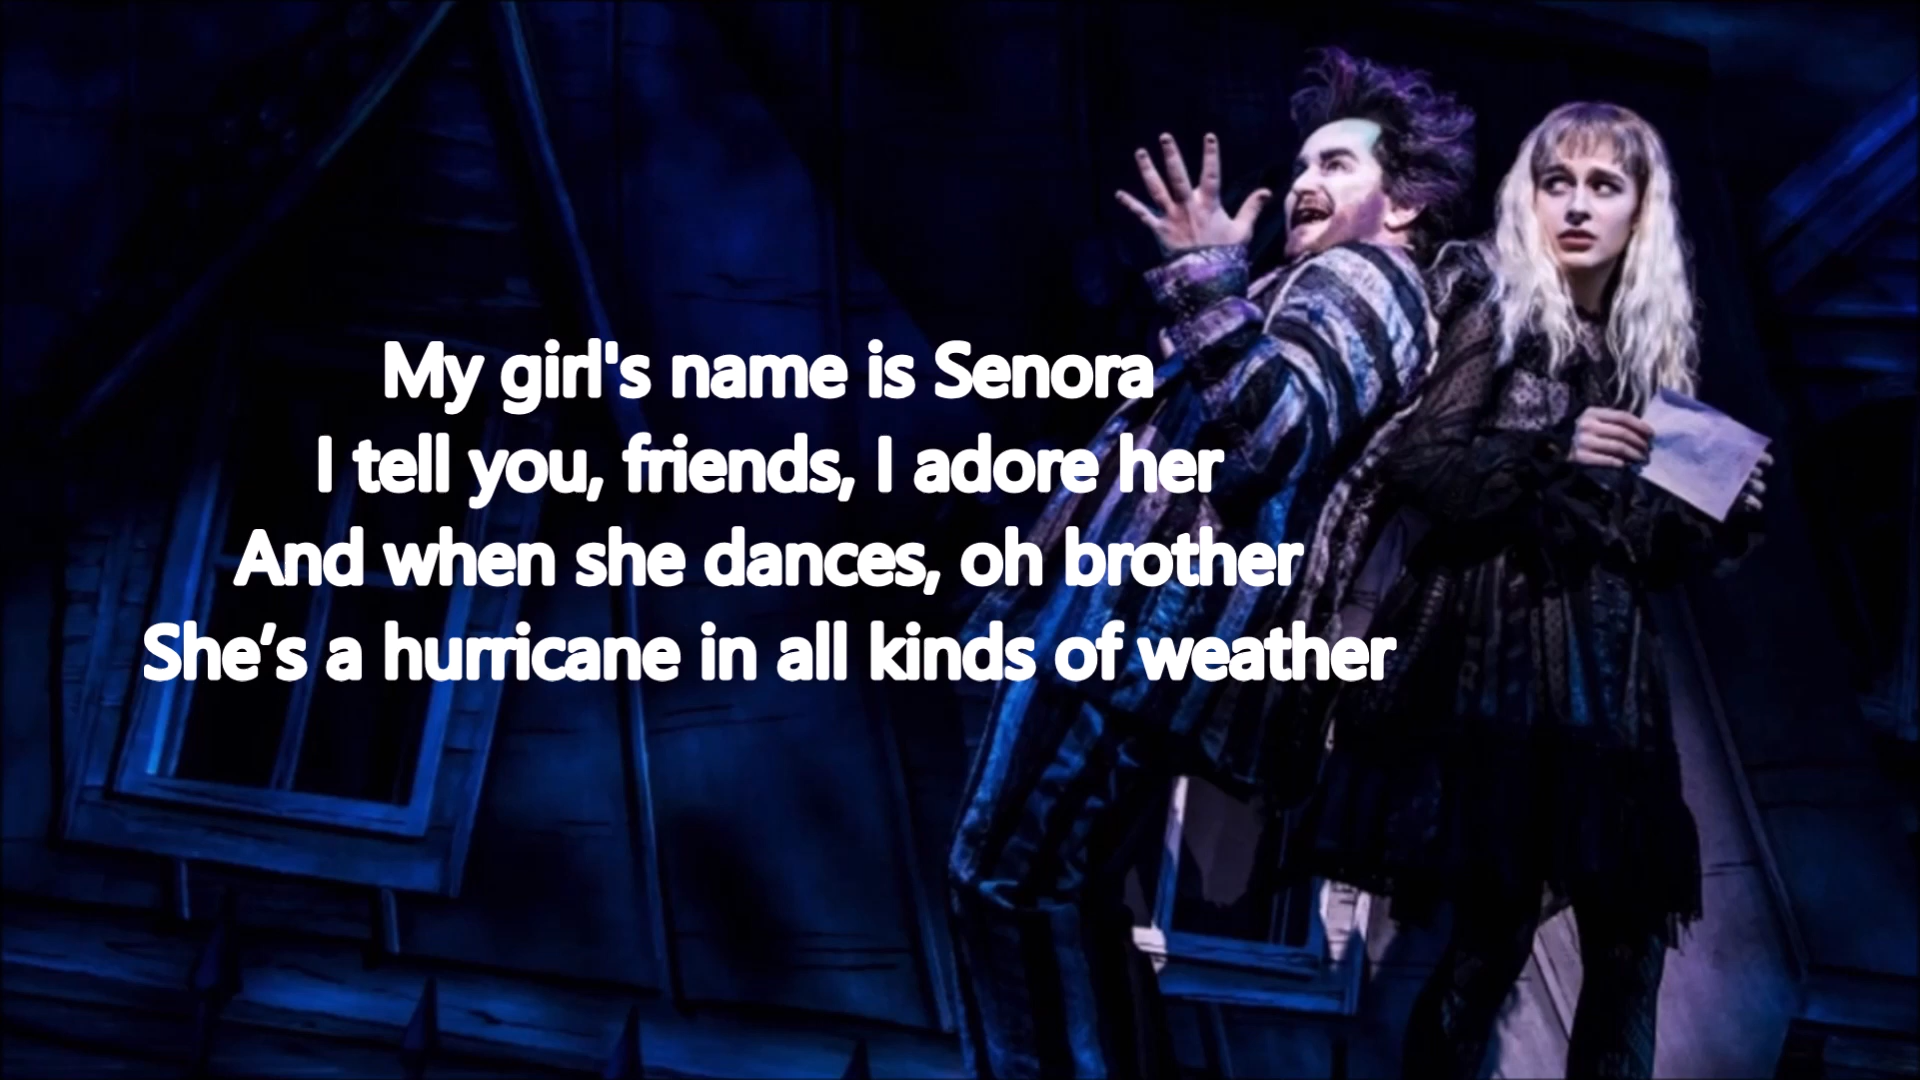 My girl's name is Senora
I tell you, friends, I adore her
And when she dances, oh brother
She’s a hurricane in all kinds of weather